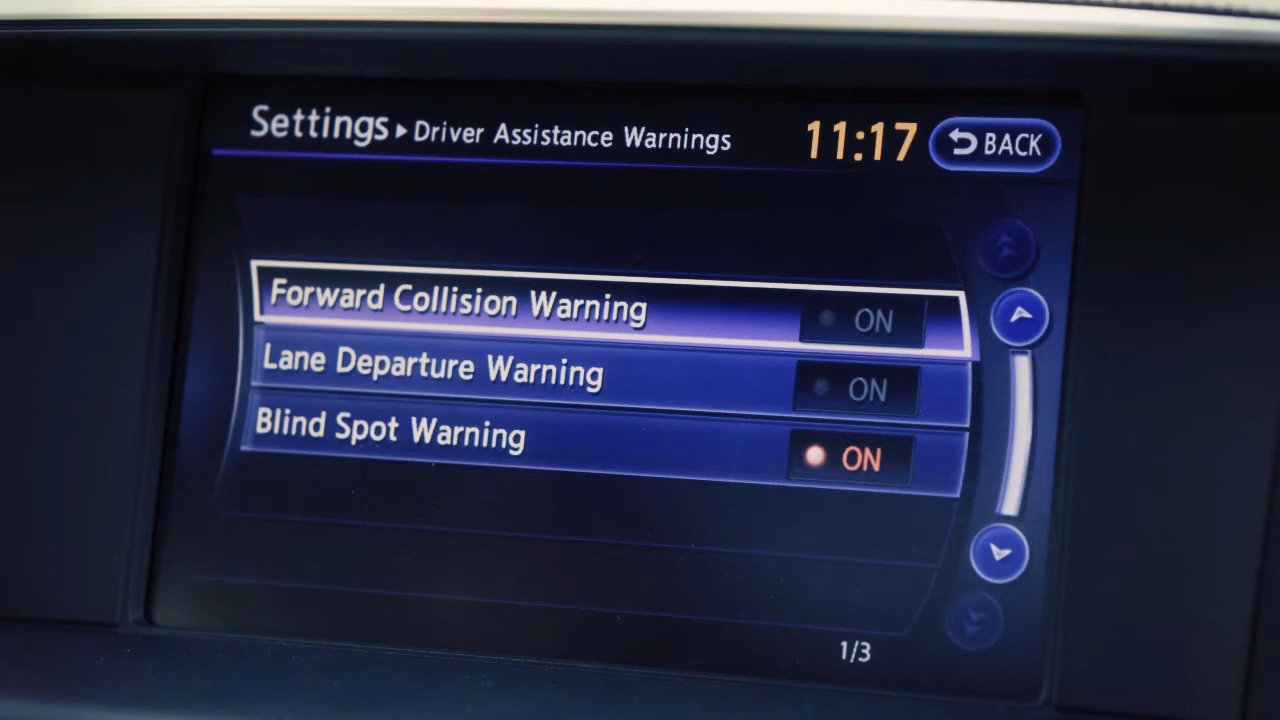 Settings ▸ Driver Assistance Warnings 11:17 BACK
Forward Collision Warning ON
Lane Departure Warning ON
Blind Spot Warning ON
1/3